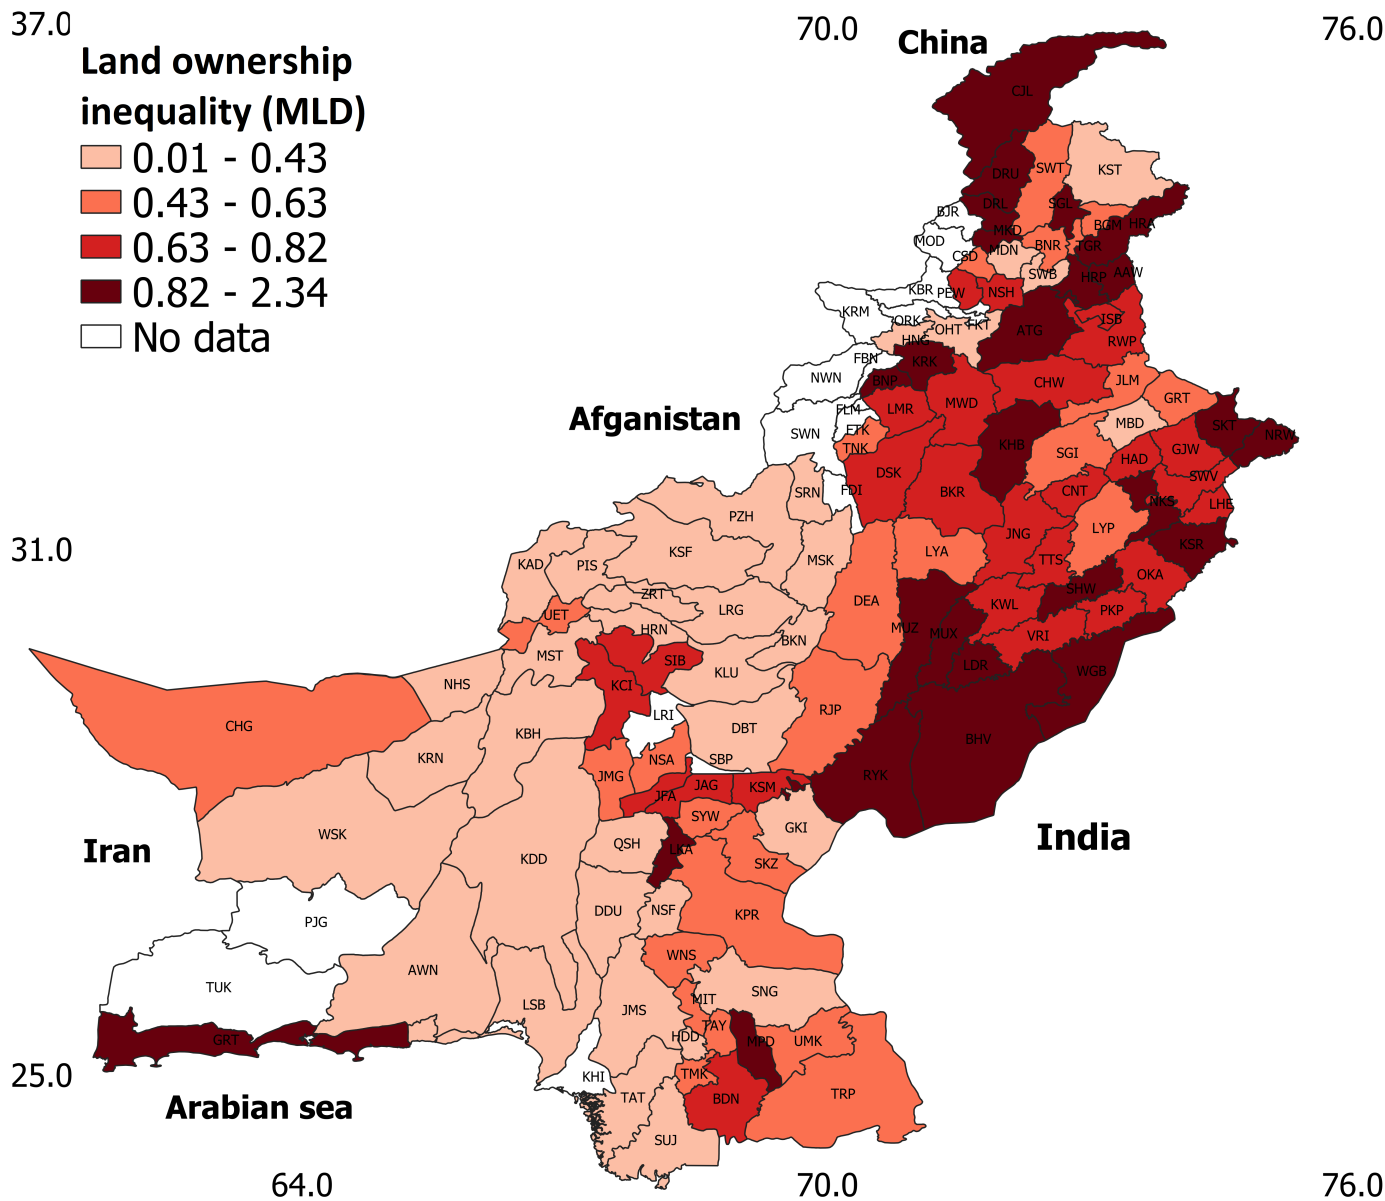 37.0
70.0
76.0
China
Land ownership
inequality (MLD)
0.01 - 0.43
0.43 - 0.63
0.63 - 0.82
0.82 - 2.34
No data
CJL
SWT
KST
DRU
DRL
SGL
BJR
MKD
BGM
HRA
MOD
CSD
MDN
BNR
TGR
SWB
HRP
AAW
KBR
PEW
NSH
KRM
ORK
OHT
FKT
ATG
ISB
HNG
RWP
FBN
KRK
NWN
BNP
CHW
JLM
GRT
Afganistan
FLM
LMR
MWD
MBD
SKT
NRW
SWN
FTK
TNK
KHB
SGI
HAD
GJW
DSK
SWV
SRN
FDI
BKR
CNT
NKS
LHE
PZH
LYP
31.0
KSF
MSK
LYA
JNG
TTS
KSR
KAD
PIS
ZRT
LRG
DEA
OKA
SHW
UET
HRN
BKN
MUZ
MUX
KWL
PKP
VRI
MST
SIB
KLU
LDR
WGB
NHS
KCI
LRI
RJP
CHG
KBH
DBT
BHV
KRN
NSA
SBP
JMG
JAG
KSM
RYK
JFA
SYW
GKI
India
WSK
Iran
QSH
LKA
KDD
SKZ
DDU
NSF
KPR
PJG
WNS
AWN
TUK
LSB
JMS
MIT
SNG
GRT
HDD
TAY
MPD
UMK
25.0
KHI
TMK
TRP
TAT
BDN
Arabian sea
SUJ
64.0
70.0
76.0